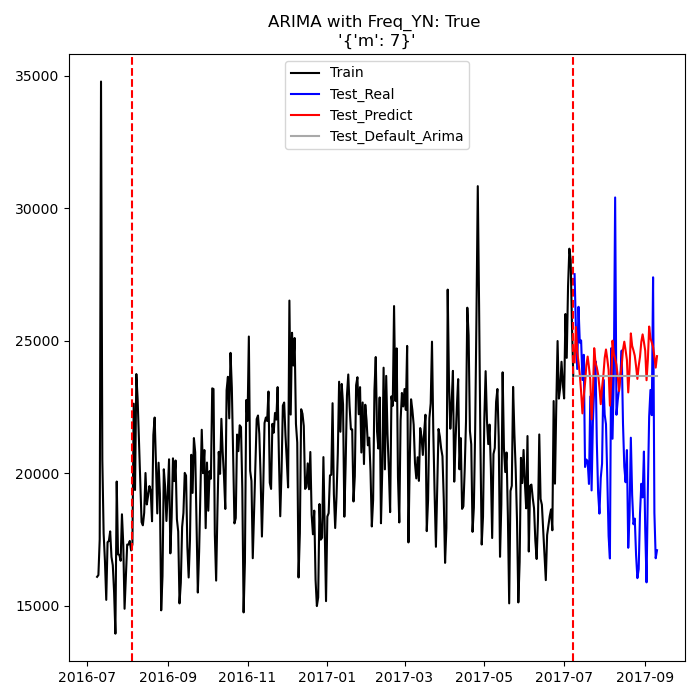 ARIMA with Freq_YN: True
'{'m': 7}'
Train
Test_Real
Test_Predict
Test_Default_Arima
35000
30000
25000
20000
15000
2016-07 2016-09 2016-11 2017-01 2017-03 2017-05 2017-07 2017-09